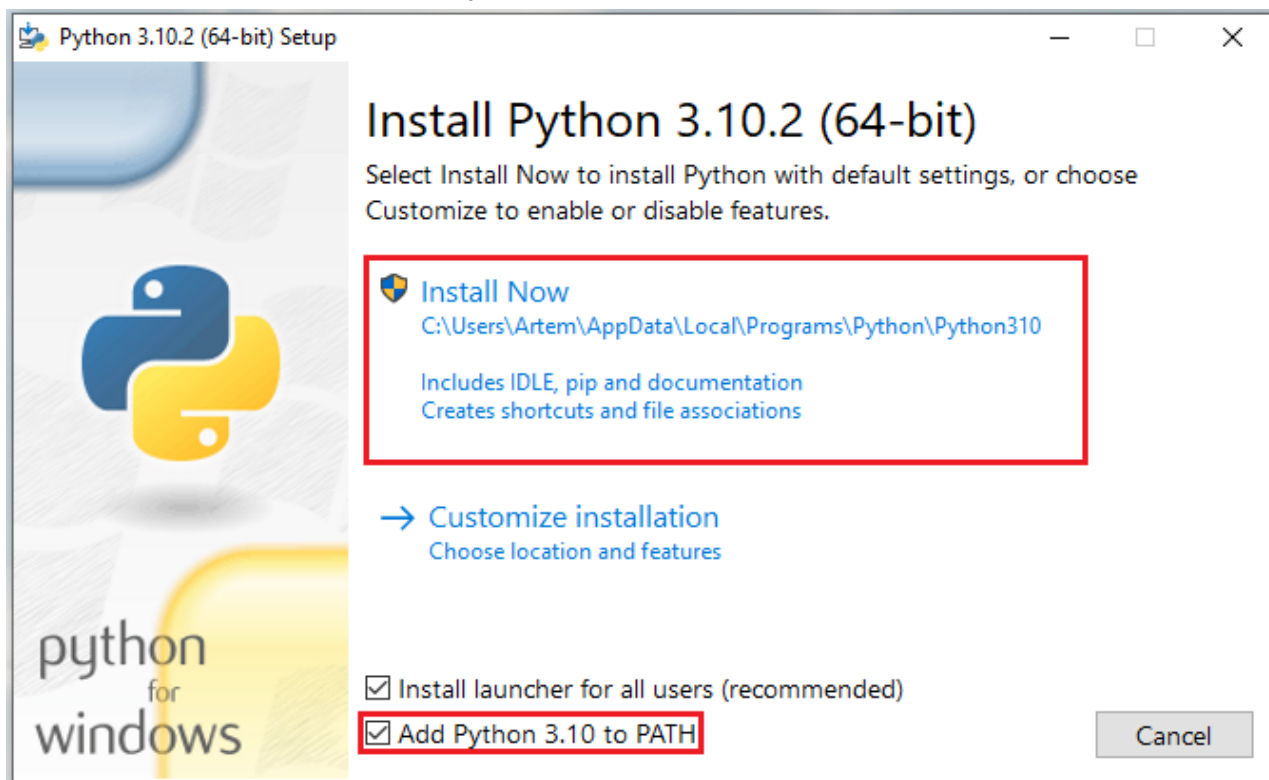 Python 3.10.2 (64-bit) Setup
Install Python 3.10.2 (64-bit)
Select Install Now to install Python with default settings, or choose
Customize to enable or disable features.
Install Now
C:\Users\Artem\AppData\Local\Programs\Python\Python310
Includes IDLE, pip and documentation
Creates shortcuts and file associations
Customize installation
Choose location and features
python
for
windows
Install launcher for all users (recommended)
Add Python 3.10 to PATH
Cancel